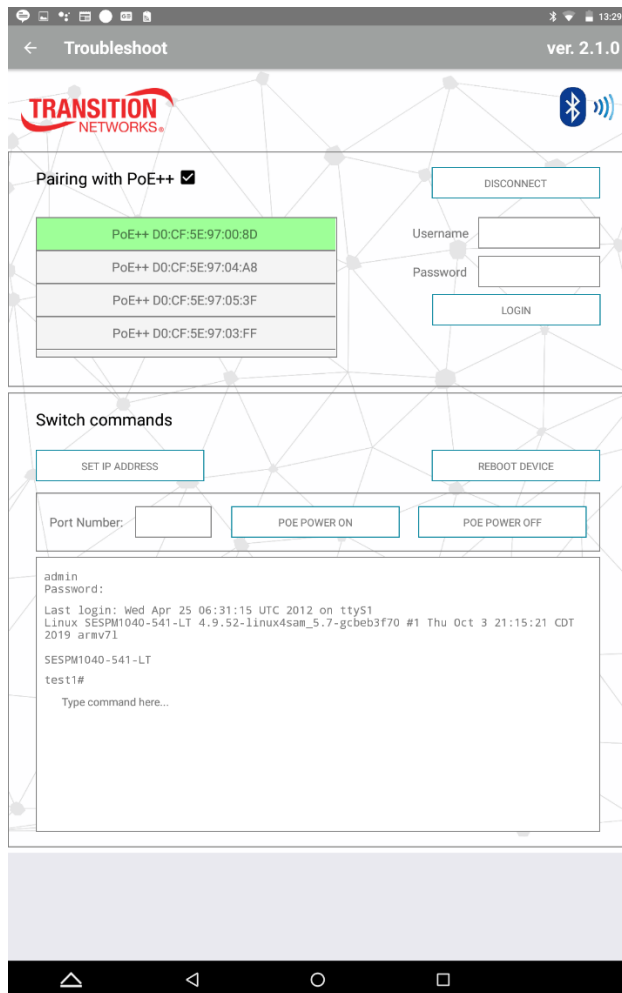 13:29
Troubleshoot
ver. 2.1.0
TRANSITION
NETWORKS®
Pairing with PoE++
DISCONNECT
PoE++ D0:CF:5E:97:00:8D
PoE++ D0:CF:5E:97:04:A8
PoE++ D0:CF:5E:97:05:3F
PoE++ D0:CF:5E:97:03:FF
Username
Password
LOGIN
Switch commands
SET IP ADDRESS
REBOOT DEVICE
Port Number:
POE POWER ON
POE POWER OFF
admin
Password:
Last login: Wed Apr 25 06:31:15 UTC 2012 on ttyS1
Linux SESPM1040-541-LT 4.9.52-linux4sam_5.7-gcbeb3f70 #1 Thu Oct 3 21:15:21 CDT
2019 armv7l
SESPM1040-541-LT
test1#
Type command here...